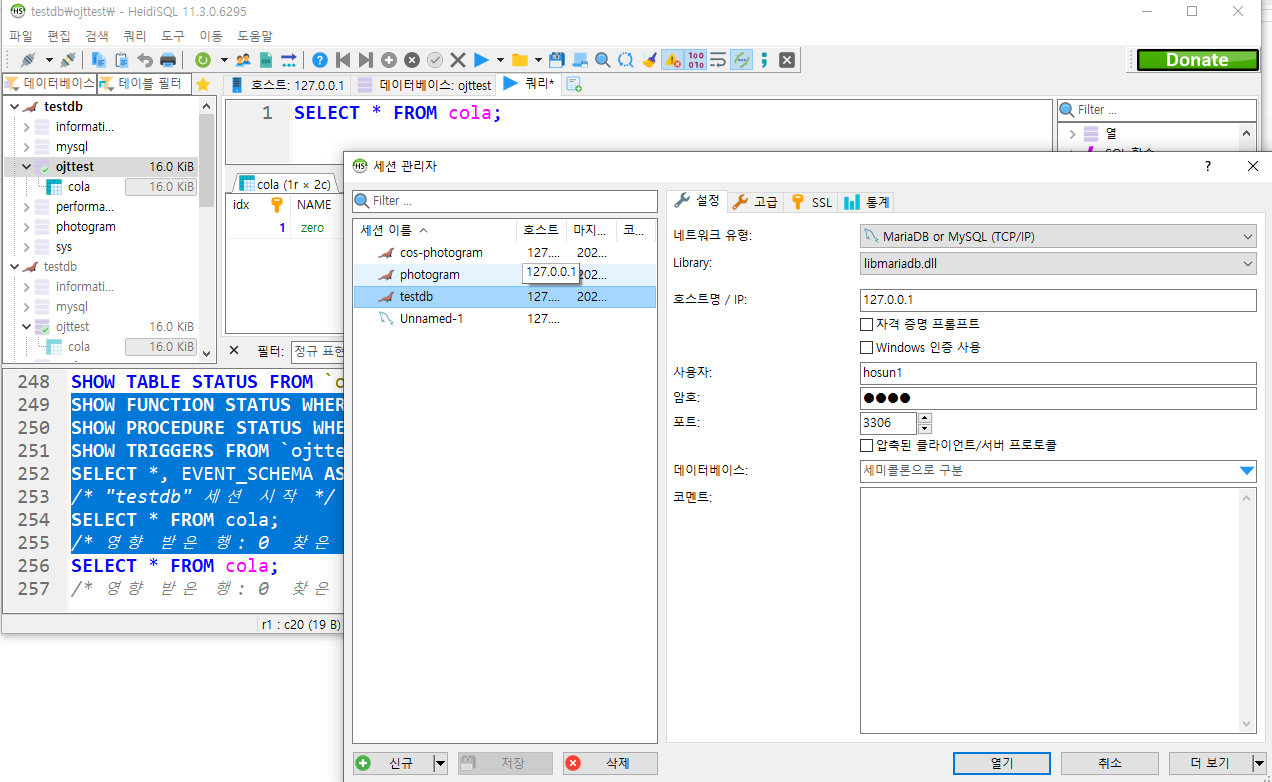 testdb\ojttest\ - HeidiSQL 11.3.0.6295
파일 편집 검색 쿼리 도구 이동 도움말
Donate
데이터베이스 테이블 필터
호스트: 127.0.0.1 데이터베이스: ojttest 쿼리*
testdb
informati...
mysql
ojttest 16.0 KiB
cola 16.0 KiB
performa...
photogram
sys
testdb
informati...
mysql
ojttest 16.0 KiB
cola 16.0 KiB
1 SELECT * FROM cola;
Filter ...
열
cola (1r × 2c)
idx NAME
1 zero
필터: 정규 표현
248 SHOW TABLE STATUS FROM `o
249 SHOW FUNCTION STATUS WHER
250 SHOW PROCEDURE STATUS WHE
251 SHOW TRIGGERS FROM `ojtte
252 SELECT *, EVENT_SCHEMA AS
253 /* "testdb" 세션 시작 */
254 SELECT * FROM cola;
255 /* 영향 받은 행: 0 찾은
256 SELECT * FROM cola;
257 /* 영향 받은 행: 0 찾은
r1 : c20 (19 B)
세션 관리자
Filter ...
세션 이름 호스트 마지... 코...
cos-photogram 127.... 202...
photogram 127.0.0.1 202...
testdb 127.... 202...
Unnamed-1 127....
신규 저장 삭제
설정 고급 SSL 통계
네트워크 유형: MariaDB or MySQL (TCP/IP)
Library: libmariadb.dll
호스트명 / IP: 127.0.0.1
자격 증명 프롬프트
Windows 인증 사용
사용자: hosun1
암호: ●●●●
포트: 3306
압축된 클라이언트/서버 프로토콜
데이터베이스: 세미콜론으로 구분
코멘트:
열기 취소 더 보기